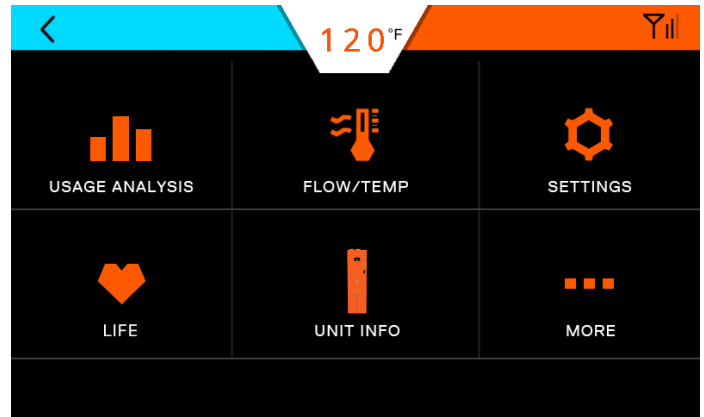 120°F
USAGE ANALYSIS
FLOW/TEMP
SETTINGS
LIFE
UNIT INFO
MORE